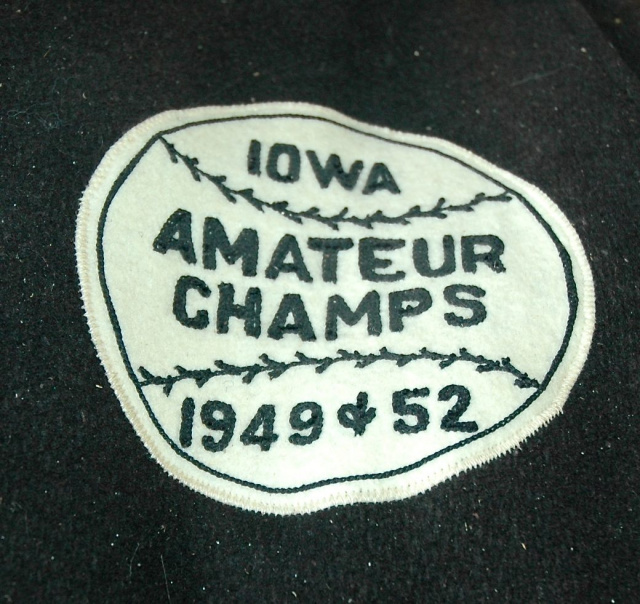 IOWA
AMATEUR
CHAMPS
1949 & 52